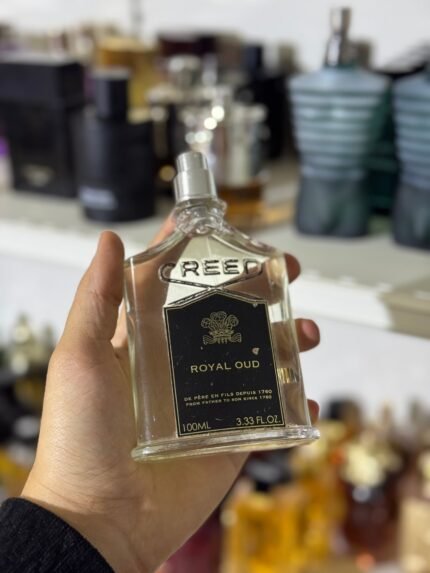 CREED
ROYAL OUD
DE PÈRE EN FILS DEPUIS 1760
FROM FATHER TO SON CIRCA 1760
100ML 3.33 FL.OZ.